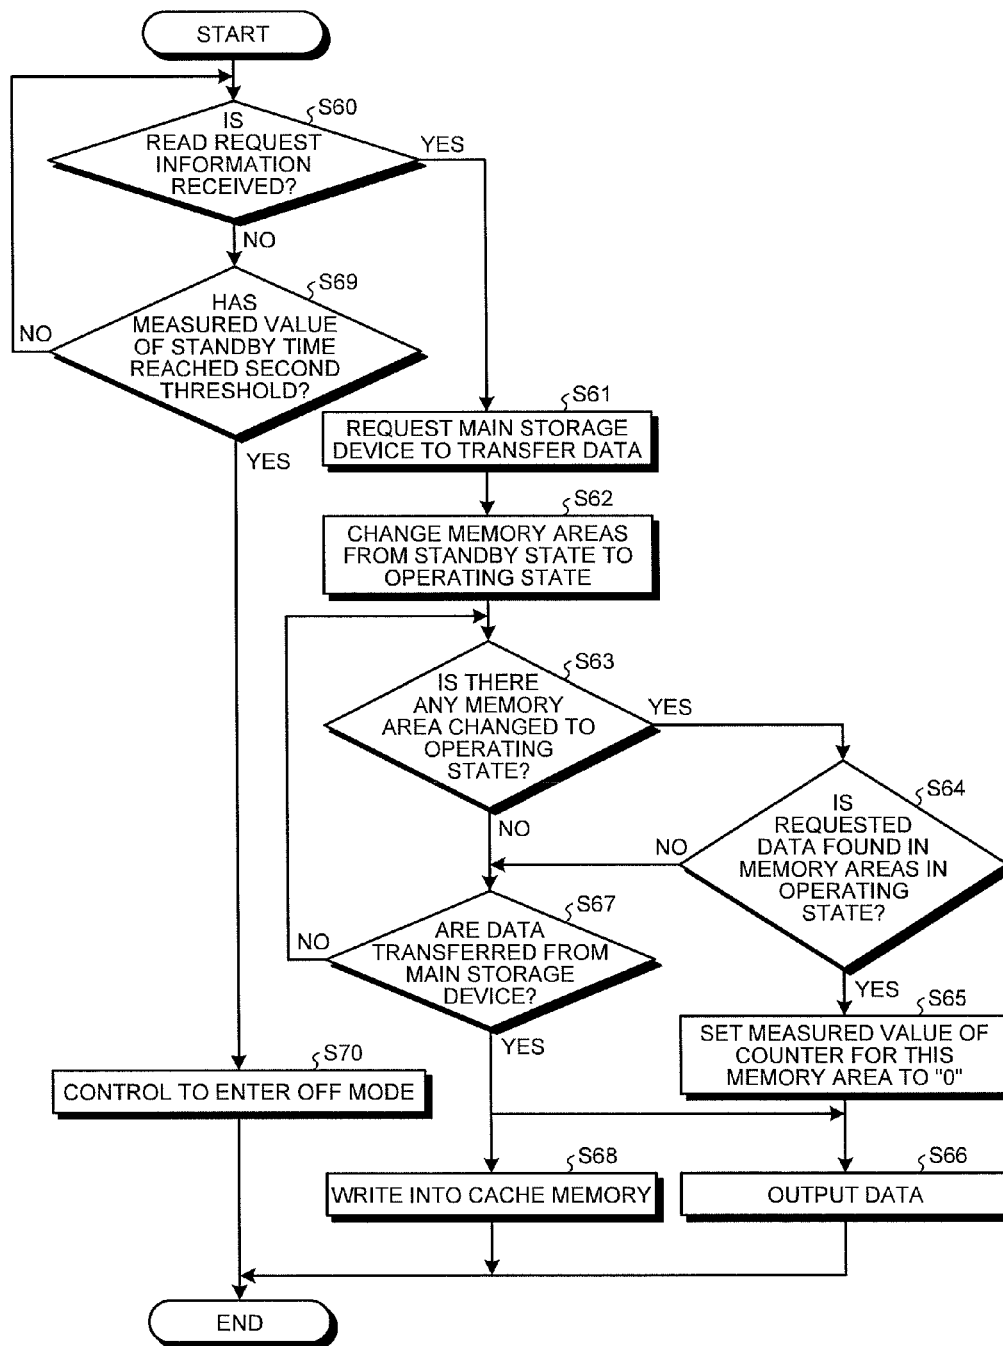 START
S60
IS
READ REQUEST
INFORMATION
RECEIVED?
YES
NO
S69
HAS
MEASURED VALUE
OF STANDBY TIME
REACHED SECOND
THRESHOLD?
NO
YES
S61
REQUEST MAIN STORAGE
DEVICE TO TRANSFER DATA
S62
CHANGE MEMORY AREAS
FROM STANDBY STATE TO
OPERATING STATE
S63
IS THERE
ANY MEMORY
AREA CHANGED TO
OPERATING
STATE?
YES
NO
S64
IS
REQUESTED
DATA FOUND IN
MEMORY AREAS IN
OPERATING
STATE?
NO
YES
S67
ARE DATA
TRANSFERRED FROM
MAIN STORAGE
DEVICE?
NO
YES
S65
SET MEASURED VALUE OF
COUNTER FOR THIS
MEMORY AREA TO "0"
S70
CONTROL TO ENTER OFF MODE
S68
WRITE INTO CACHE MEMORY
S66
OUTPUT DATA
END